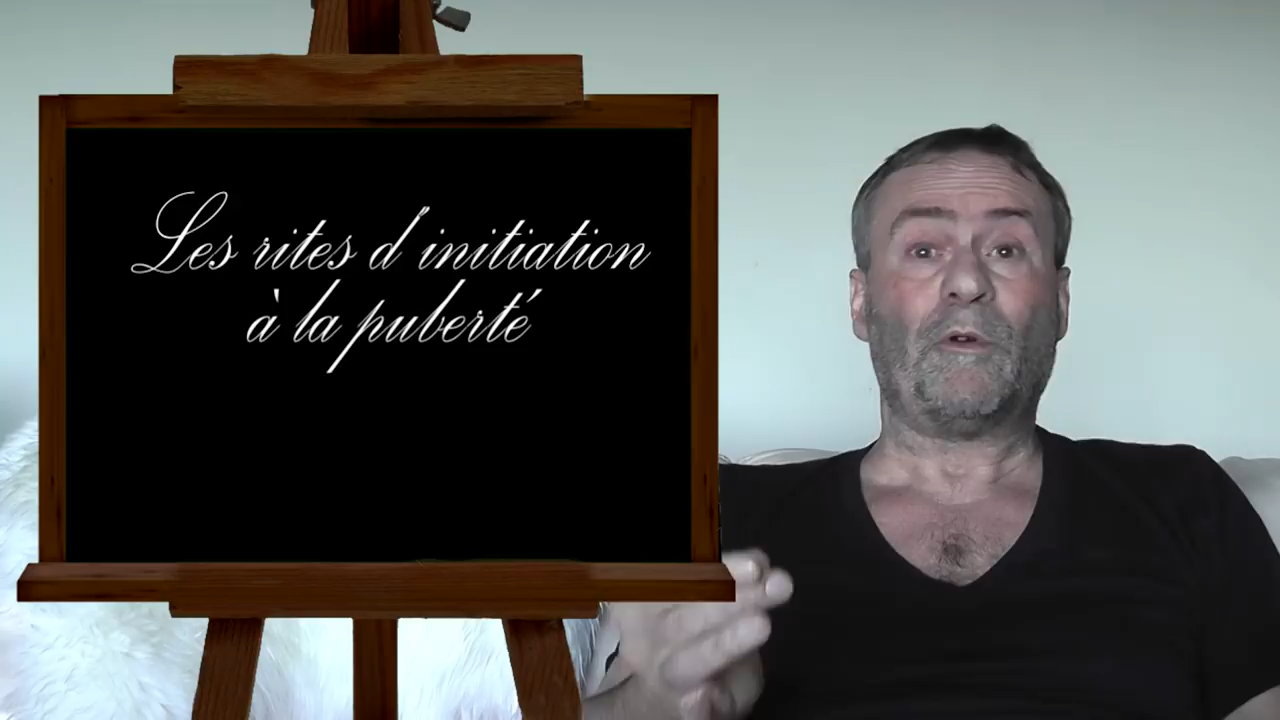 Les rites d'initiation
à la puberté